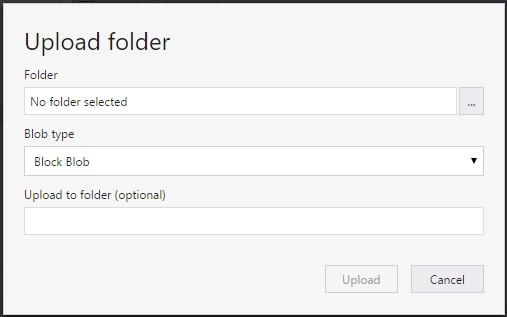 Upload folder
Folder
No folder selected
...
Blob type
Block Blob
Upload to folder (optional)
Upload
Cancel